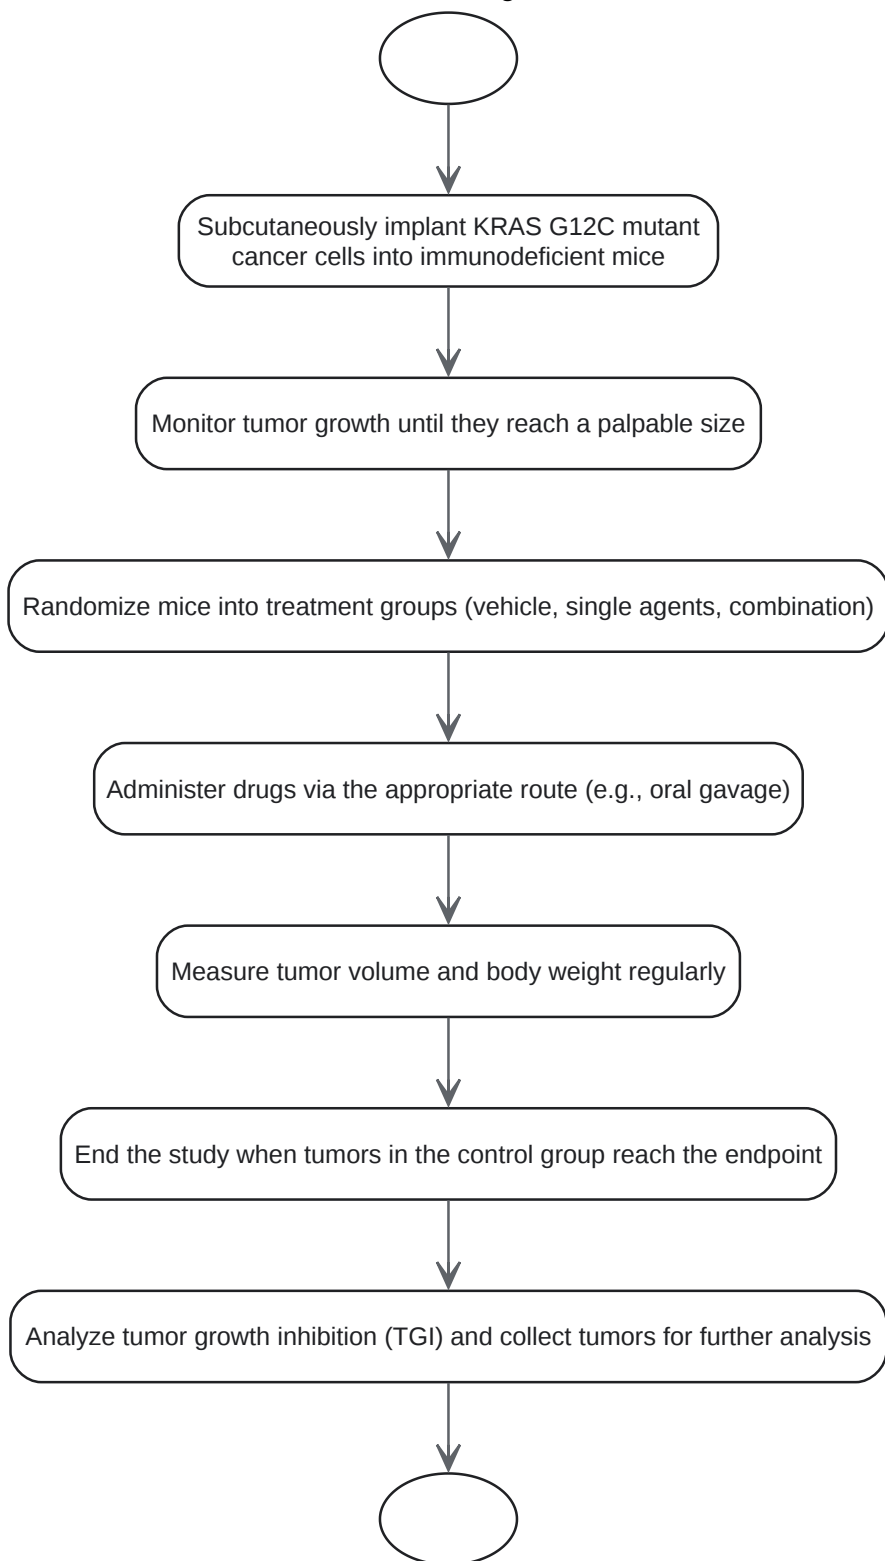 Subcutaneously implant KRAS G12C mutant
cancer cells into immunodeficient mice
Monitor tumor growth until they reach a palpable size
Randomize mice into treatment groups (vehicle, single agents, combination)
Administer drugs via the appropriate route (e.g., oral gavage)
Measure tumor volume and body weight regularly
End the study when tumors in the control group reach the endpoint
Analyze tumor growth inhibition (TGI) and collect tumors for further analysis